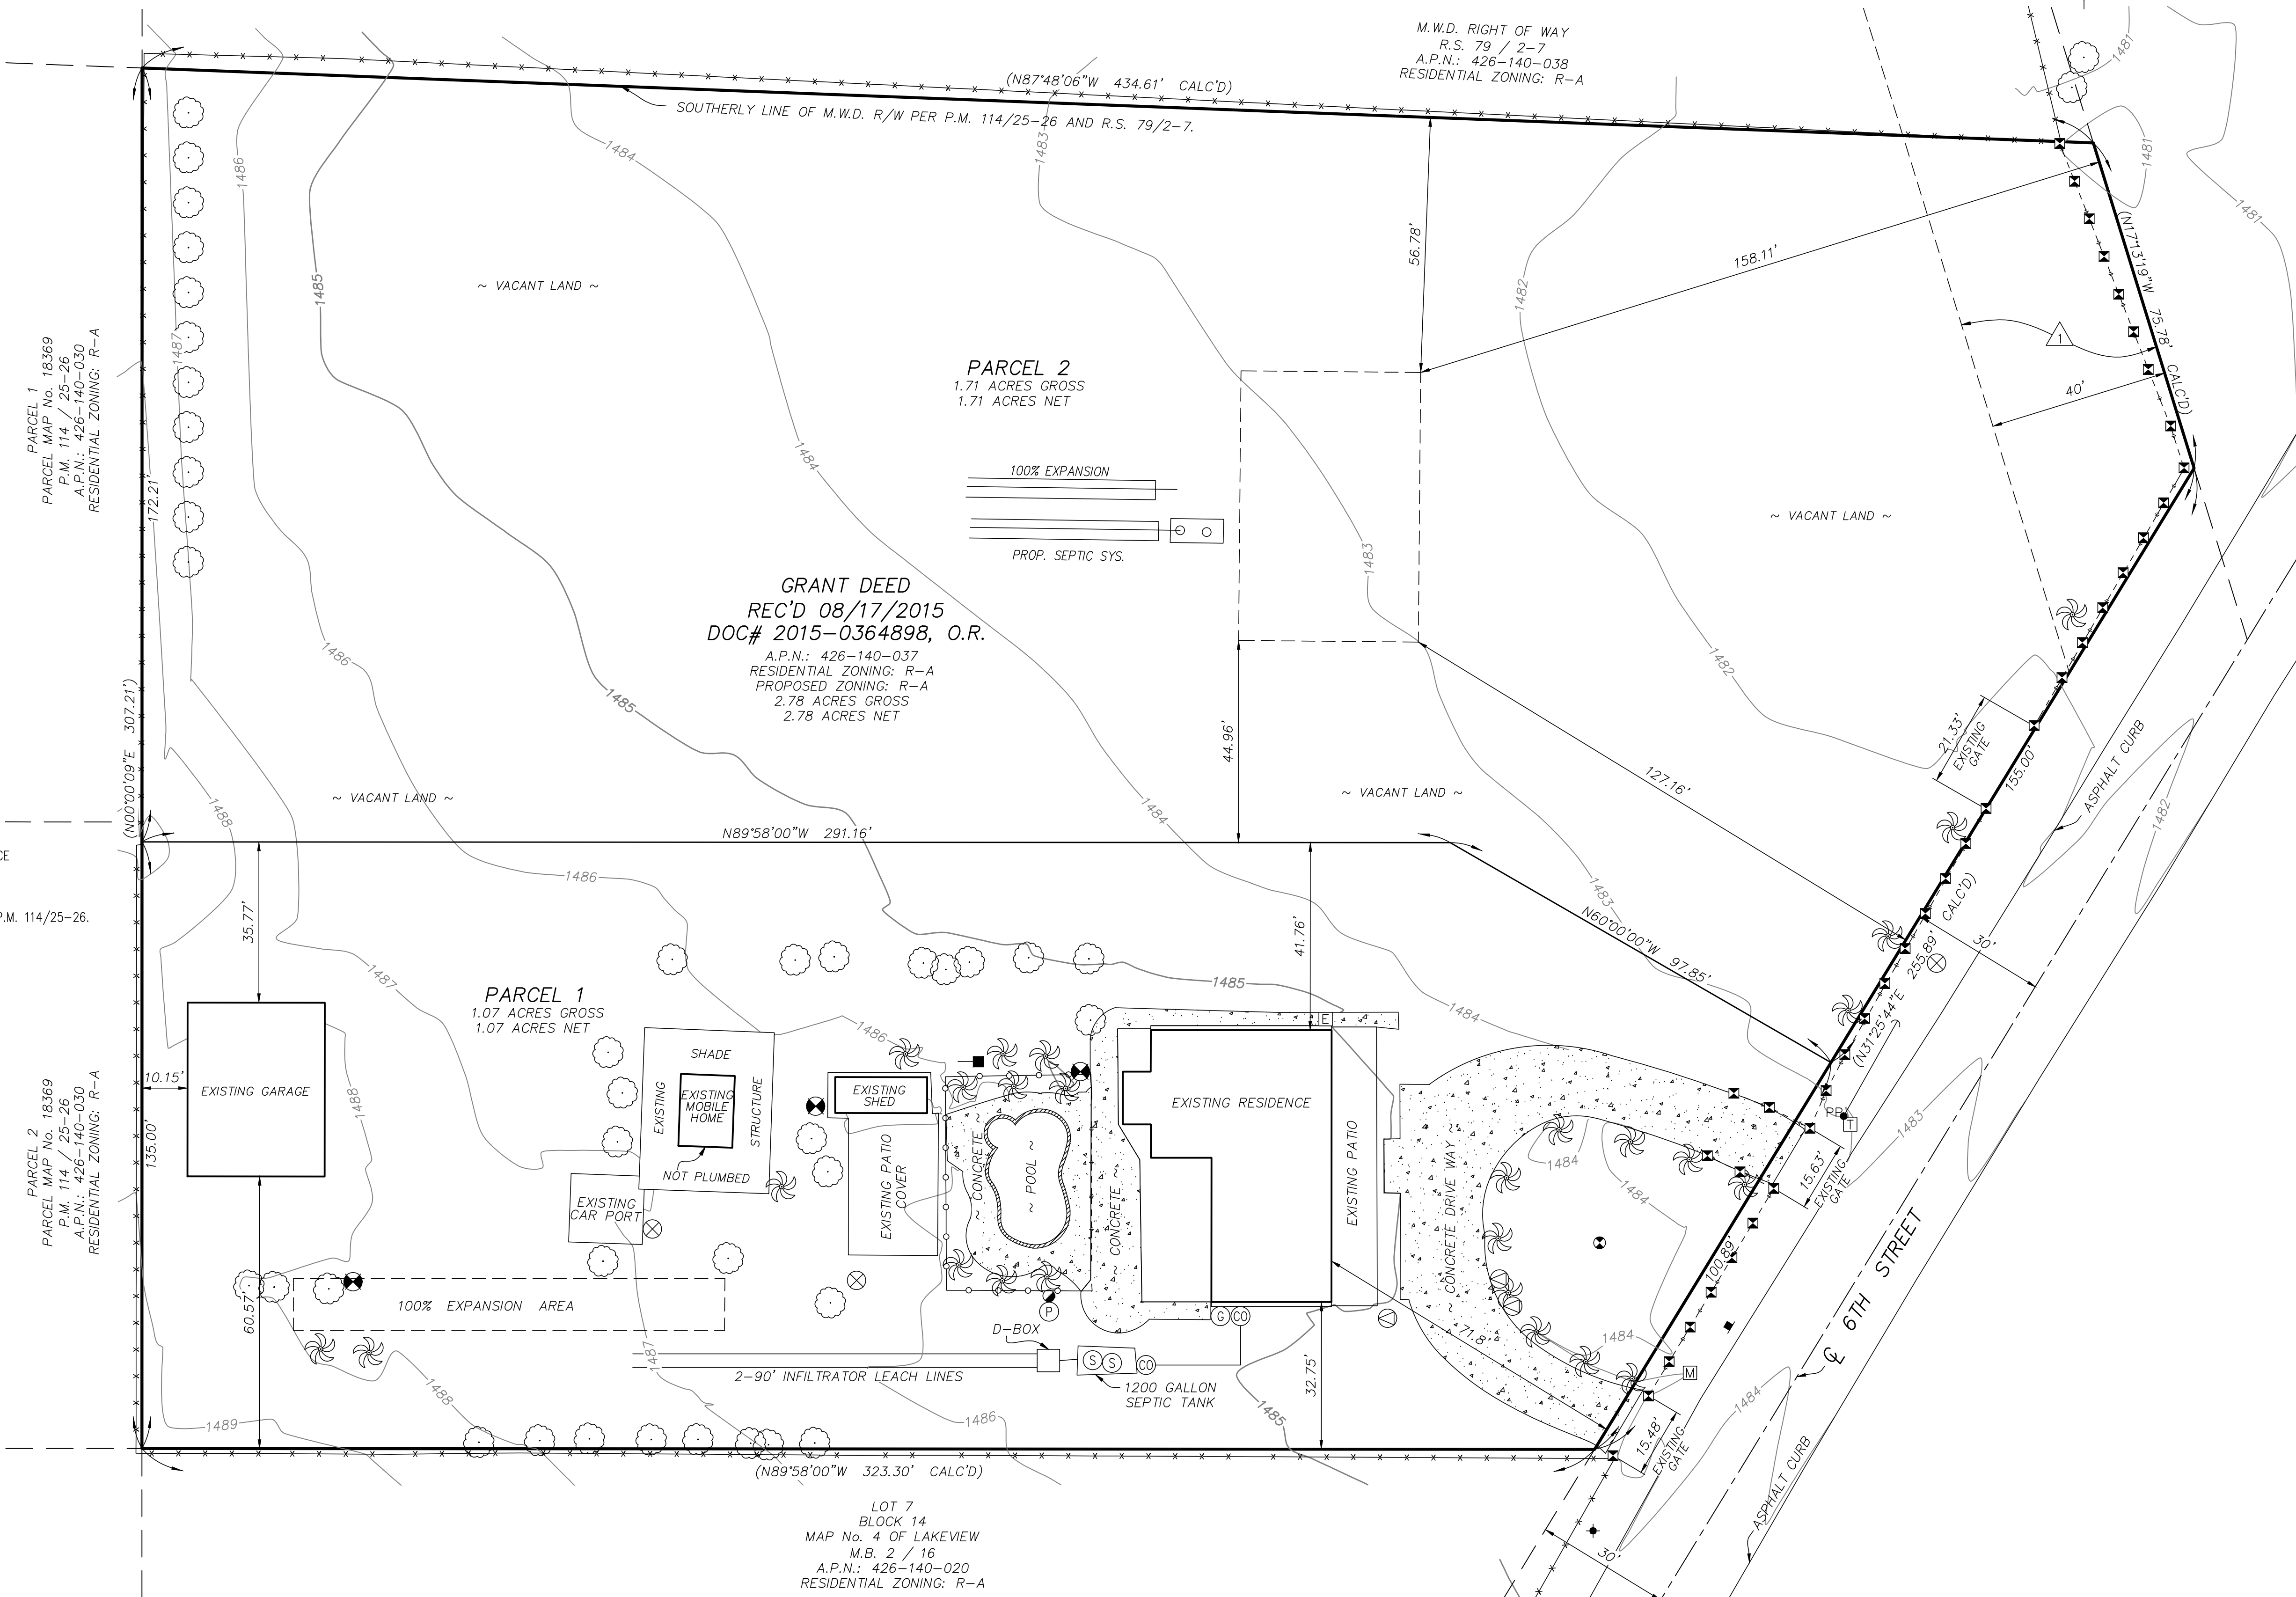 M.W.D. RIGHT OF WAY
R.S. 79 / 2-7
A.P.N.: 426-140-038
RESIDENTIAL ZONING: R-A
(N87°48'06"W 434.61' CALC'D)
SOUTHERLY LINE OF M.W.D. R/W PER P.M. 114/25-26 AND R.S. 79/2-7.
1481
1481
1481
1486
1484
1483
1482
1485
1487
~ VACANT LAND ~
56.78'
158.11'
(N17°13'19"W 75.78' CALC'D)
1
40'
PARCEL 1
PARCEL MAP No. 18369
P.M. 114 / 25-26
A.P.N.: 426-140-030
RESIDENTIAL ZONING: R-A
172.21'
PARCEL 2
1.71 ACRES GROSS
1.71 ACRES NET
1484
100% EXPANSION
PROP. SEPTIC SYS.
1483
~ VACANT LAND ~
GRANT DEED
REC'D 08/17/2015
DOC# 2015-0364898, O.R.
A.P.N.: 426-140-037
RESIDENTIAL ZONING: R-A
PROPOSED ZONING: R-A
2.78 ACRES GROSS
2.78 ACRES NET
1486
1485
1482
(N00°00'09"E 307.21')
44.96'
127.16'
21.33'
EXISTING
GATE
155.00'
ASPHALT CURB
1482
~ VACANT LAND ~
~ VACANT LAND ~
1488
1484
N89°58'00"W 291.16'
CE
P.M. 114/25-26.
35.77'
1486
41.76'
1483
N60°00'00"W 97.85'
(N31°25'44"E 255.89' CALC'D)
30'
1487
PARCEL 1
1.07 ACRES GROSS
1.07 ACRES NET
1485
1484
1486
E
PARCEL 2
PARCEL MAP No. 18369
P.M. 114 / 25-26
A.P.N.: 426-140-030
RESIDENTIAL ZONING: R-A
10.15'
135.00'
EXISTING GARAGE
1488
EXISTING
SHADE
STRUCTURE
EXISTING
MOBILE
HOME
NOT PLUMBED
EXISTING
CAR PORT
EXISTING
SHED
EXISTING PATIO
COVER
~ CONCRETE ~
~ POOL ~
~ CONCRETE ~
EXISTING RESIDENCE
EXISTING PATIO
~ CONCRETE DRIVE WAY ~
1484
1484
PP
T
1483
15.63'
EXISTING
GATE
100.89'
6TH STREET
60.57'
100% EXPANSION AREA
P
G
CO
D-BOX
S
S
CO
2-90' INFILTRATOR LEACH LINES
1200 GALLON
SEPTIC TANK
32.75'
71.8'
1484
M
15.48'
EXISTING
GATE
1484
ASPHALT CURB
1487
1488
1489
1486
1485
(N89°58'00"W 323.30' CALC'D)
30'
LOT 7
BLOCK 14
MAP No. 4 OF LAKEVIEW
M.B. 2 / 16
A.P.N.: 426-140-020
RESIDENTIAL ZONING: R-A